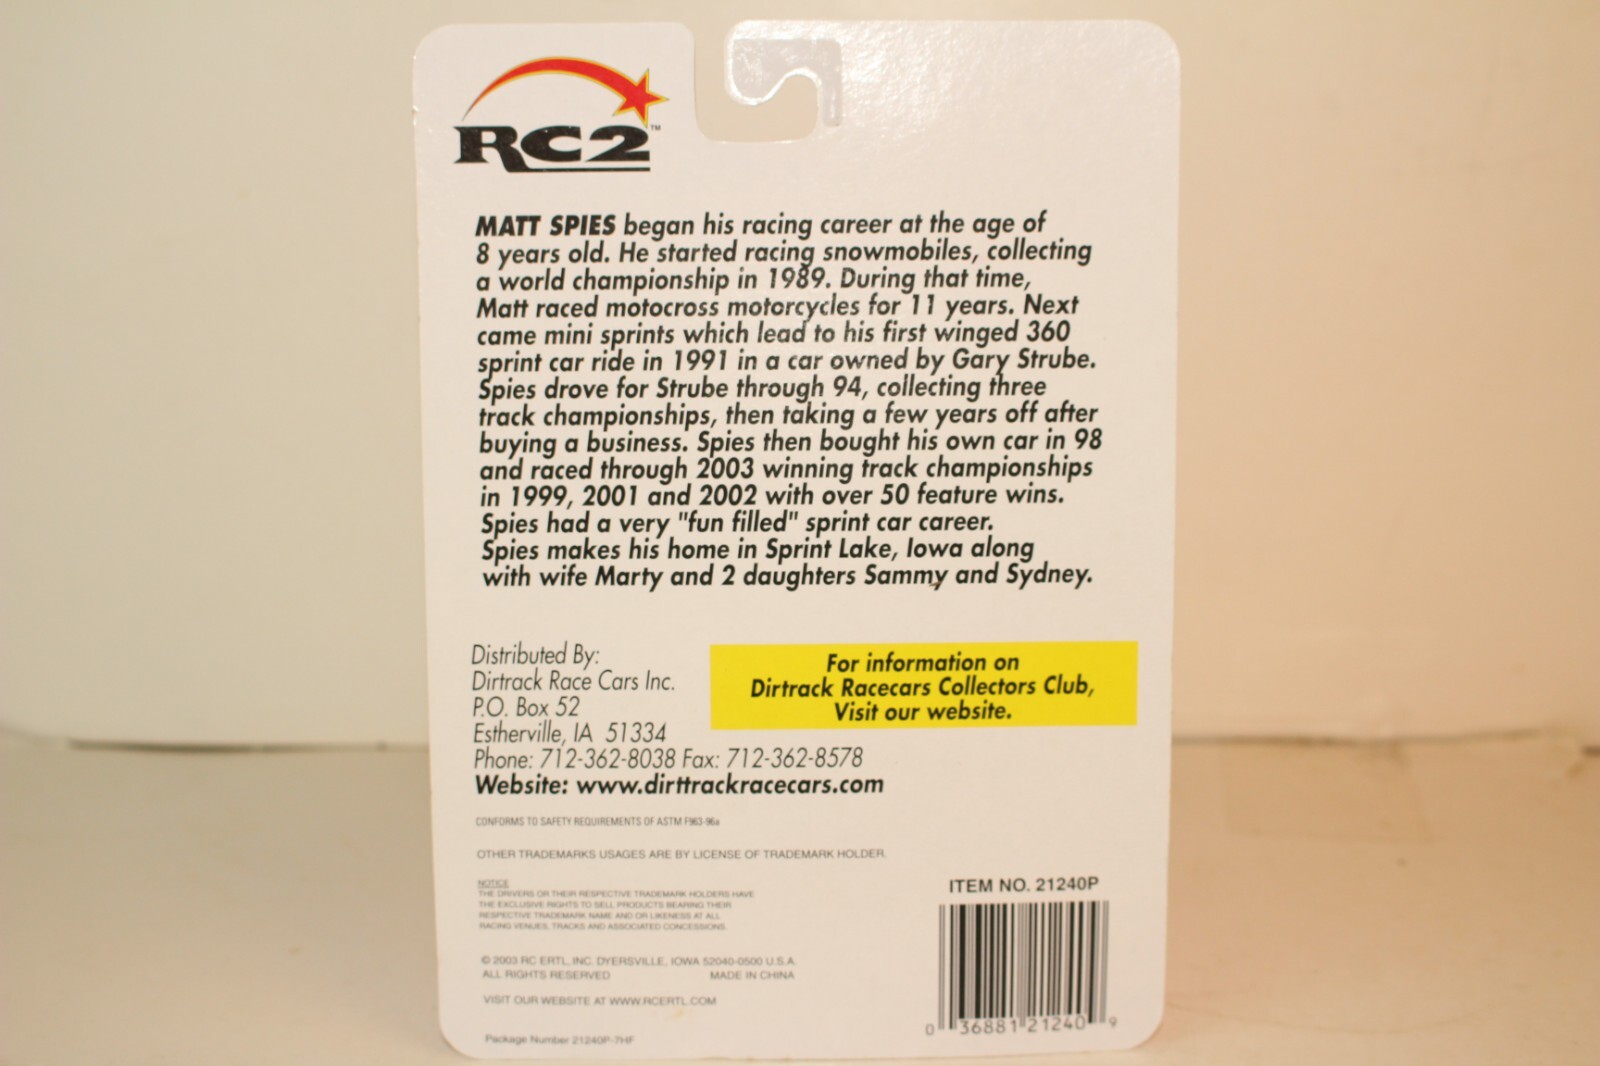 RC2™
MATT SPIES began his racing career at the age of
8 years old. He started racing snowmobiles, collecting
a world championship in 1989. During that time,
Matt raced motocross motorcycles for 11 years. Next
came mini sprints which lead to his first winged 360
sprint car ride in 1991 in a car owned by Gary Strube.
Spies drove for Strube through 94, collecting three
track championships, then taking a few years off after
buying a business. Spies then bought his own car in 98
and raced through 2003 winning track championships
in 1999, 2001 and 2002 with over 50 feature wins.
Spies had a very "fun filled" sprint car career.
Spies makes his home in Sprint Lake, Iowa along
with wife Marty and 2 daughters Sammy and Sydney.
Distributed By:
Dirtrack Race Cars Inc.
P.O. Box 52
Estherville, IA 51334
Phone: 712-362-8038 Fax: 712-362-8578
Website: www.dirttrackracecars.com
For information on
Dirtrack Racecars Collectors Club,
Visit our website.
CONFORMS TO SAFETY REQUIREMENTS OF ASTM F963-96a
OTHER TRADEMARKS USAGES ARE BY LICENSE OF TRADEMARK HOLDER.
NOTICE
THE DRIVERS OR THEIR RESPECTIVE TRADEMARK HOLDERS HAVE
THE EXCLUSIVE RIGHTS TO SELL PRODUCTS BEARING THEIR
RESPECTIVE TRADEMARK NAME AND OR LIKENESS AT ALL
RACING VENUES, TRACKS AND ASSOCIATED CONCESSIONS.
© 2003 RC ERTL, INC. DYERSVILLE, IOWA 52040-0500 U.S.A.
ALL RIGHTS RESERVED MADE IN CHINA
VISIT OUR WEBSITE AT WWW.RCERTL.COM
Package Number 21240P-7HF
ITEM NO. 21240P
0 36881 21240 9